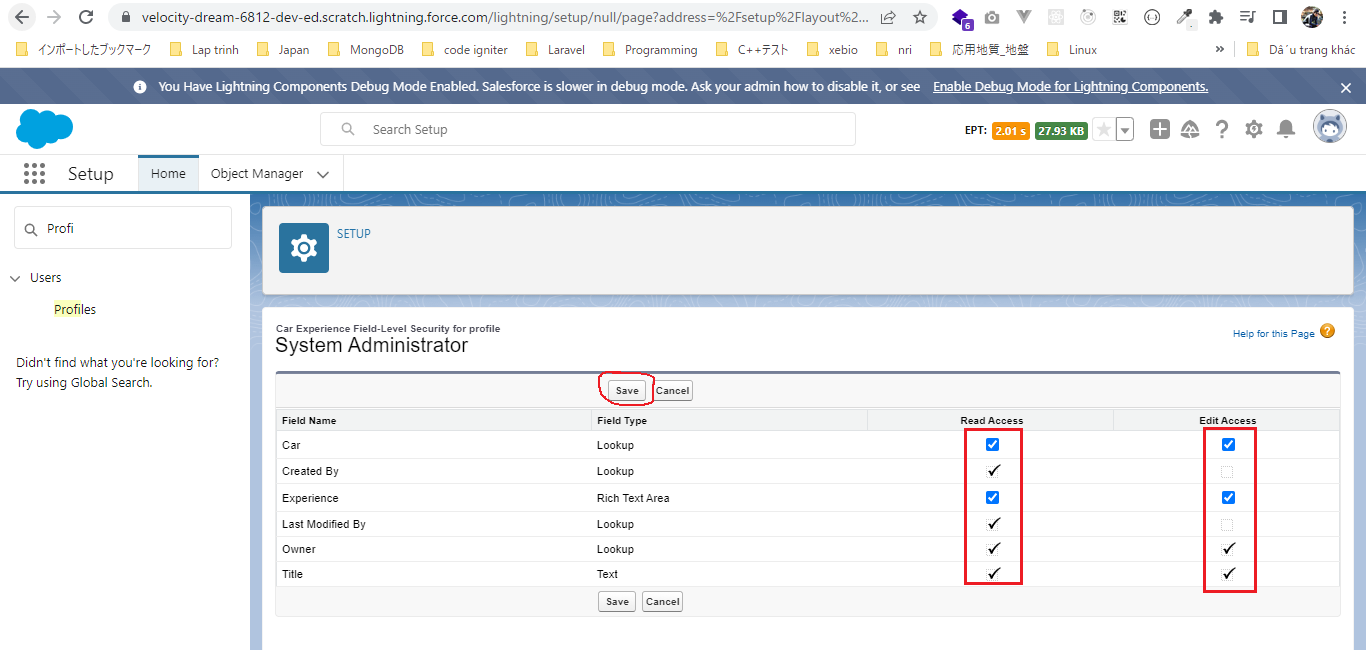 velocity-dream-6812-dev-ed.scratch.lightning.force.com/lightning/setup/null/page?address=%2Fsetup%2Flayout%2...
6
インポートしたブックマーク Lap trinh Japan MongoDB code igniter Laravel Programming C++テスト xebio nri 応用地質_地盤 Linux » Dấu trang khác
You Have Lightning Components Debug Mode Enabled. Salesforce is slower in debug mode. Ask your admin how to disable it, or see Enable Debug Mode for Lightning Components.
Search Setup
EPT: 2.01 s 27.93 KB
Setup Home Object Manager
Profi
SETUP
Users
Profiles
Didn't find what you're looking for?
Try using Global Search.
Car Experience Field-Level Security for profile
System Administrator
Help for this Page ?
Save Cancel
Field Name Field Type Read Access Edit Access
Car Lookup
Created By Lookup
Experience Rich Text Area
Last Modified By Lookup
Owner Lookup
Title Text
Save Cancel